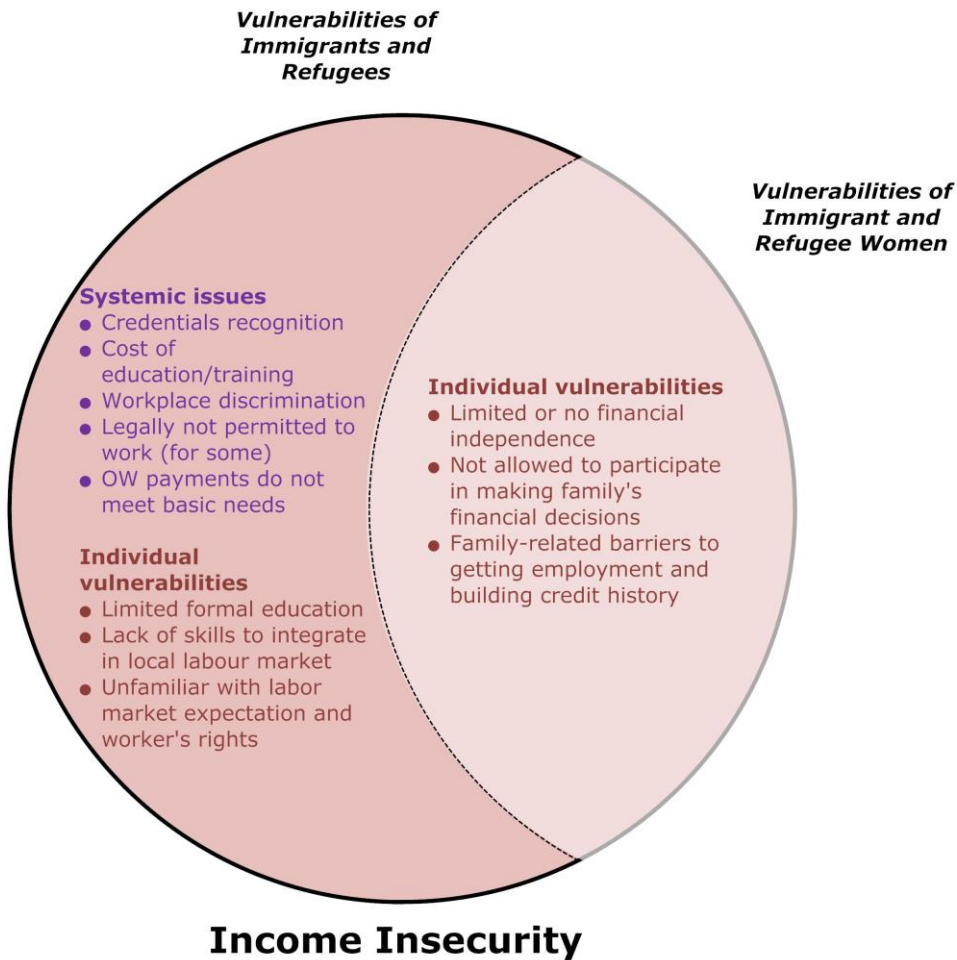 Vulnerabilities of
Immigrants and
Refugees
Vulnerabilities of
Immigrant and
Refugee Women
Systemic issues
● Credentials recognition
● Cost of
education/training
● Workplace discrimination
● Legally not permitted to
work (for some)
● OW payments do not
meet basic needs
Individual
vulnerabilities
● Limited formal education
● Lack of skills to integrate
in local labour market
● Unfamiliar with labor
market expectation and
worker's rights
Individual vulnerabilities
● Limited or no financial
independence
● Not allowed to participate
in making family's
financial decisions
● Family-related barriers to
getting employment and
building credit history
Income Insecurity